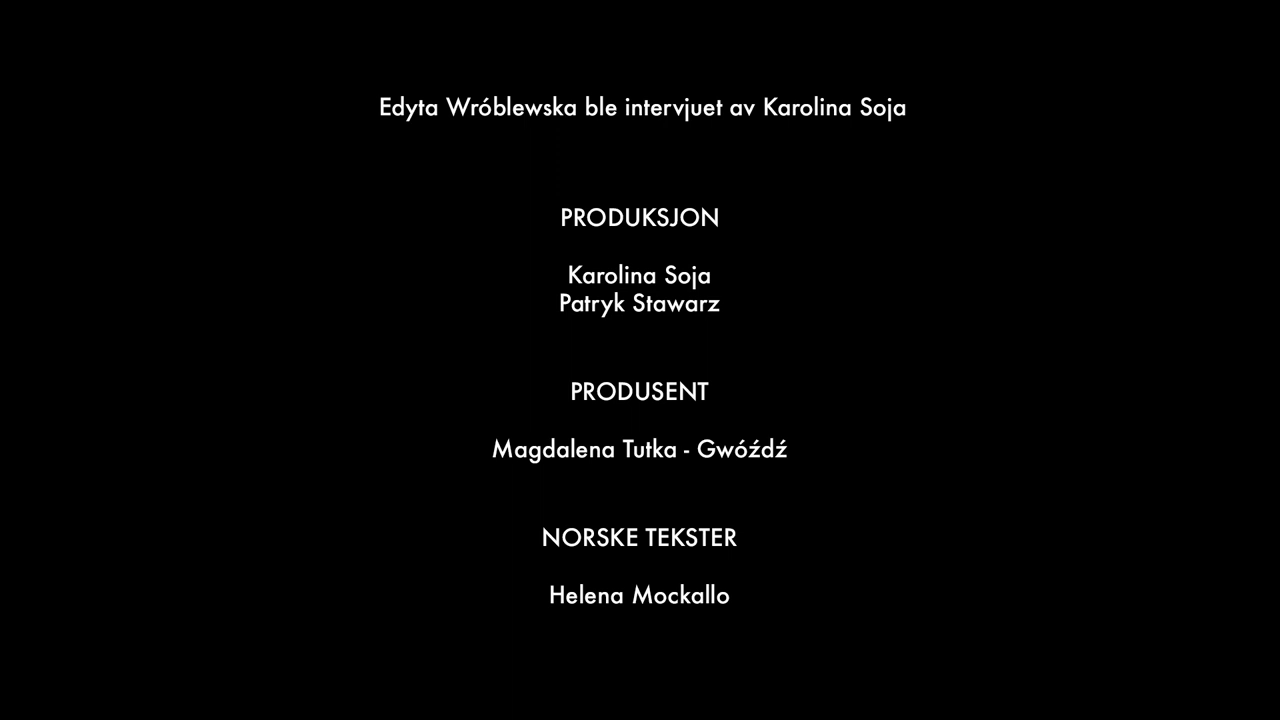 Edyta Wróblewska ble intervjuet av Karolina Soja
PRODUKSJON
Karolina Soja
Patryk Stawarz
PRODUSENT
Magdalena Tutka - Gwóźdź
NORSKE TEKSTER
Helena Mockallo